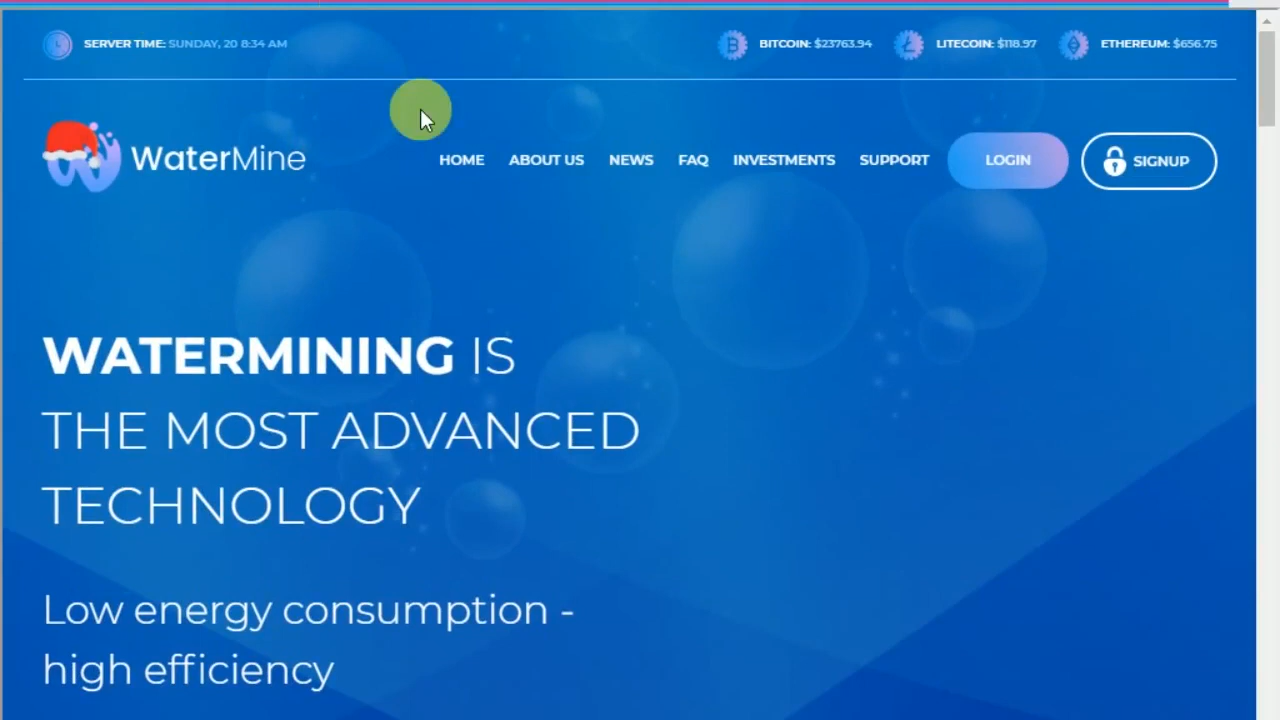 SERVER TIME: SUNDAY, 20 8:34 AM
BITCOIN: $23763.94
LITECOIN: $118.97
ETHEREUM: $656.75
WaterMine
HOME
ABOUT US
NEWS
FAQ
INVESTMENTS
SUPPORT
LOGIN
SIGNUP
WATERMINING IS
THE MOST ADVANCED
TECHNOLOGY
Low energy consumption -
high efficiency